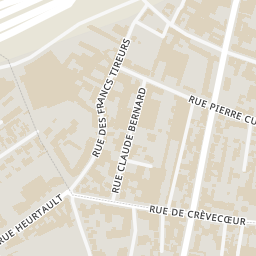 RUE DES FRANCS TIREURS
RUE PIERRE CU
RUE CLAUDE BERNARD
RUE DE CRÈVECŒUR
RUE HEURTAULT